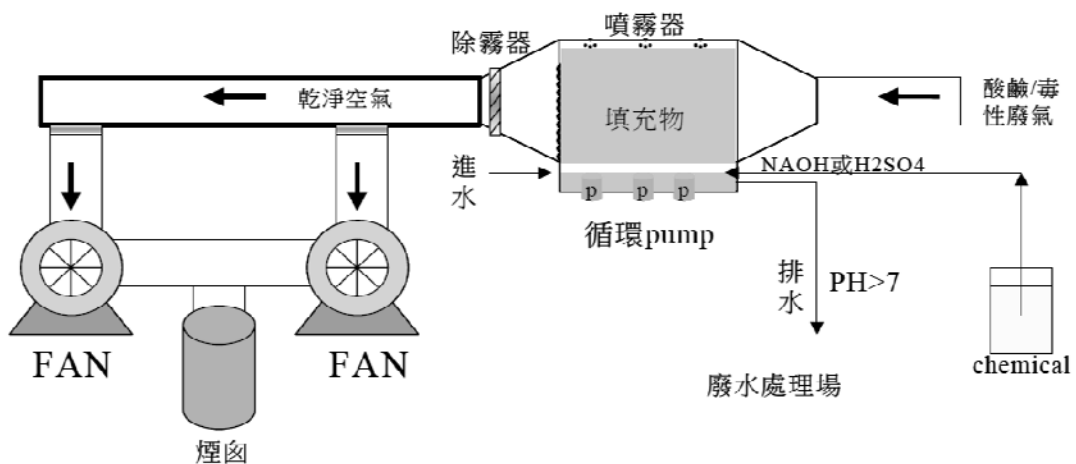 噴霧器
除霧器
乾淨空氣
填充物
酸鹼/毒
性廢氣
進
水
NAOH或H2SO4
p
p
p
循環pump
排
水
PH>7
FAN
FAN
chemical
廢水處理場
煙囪